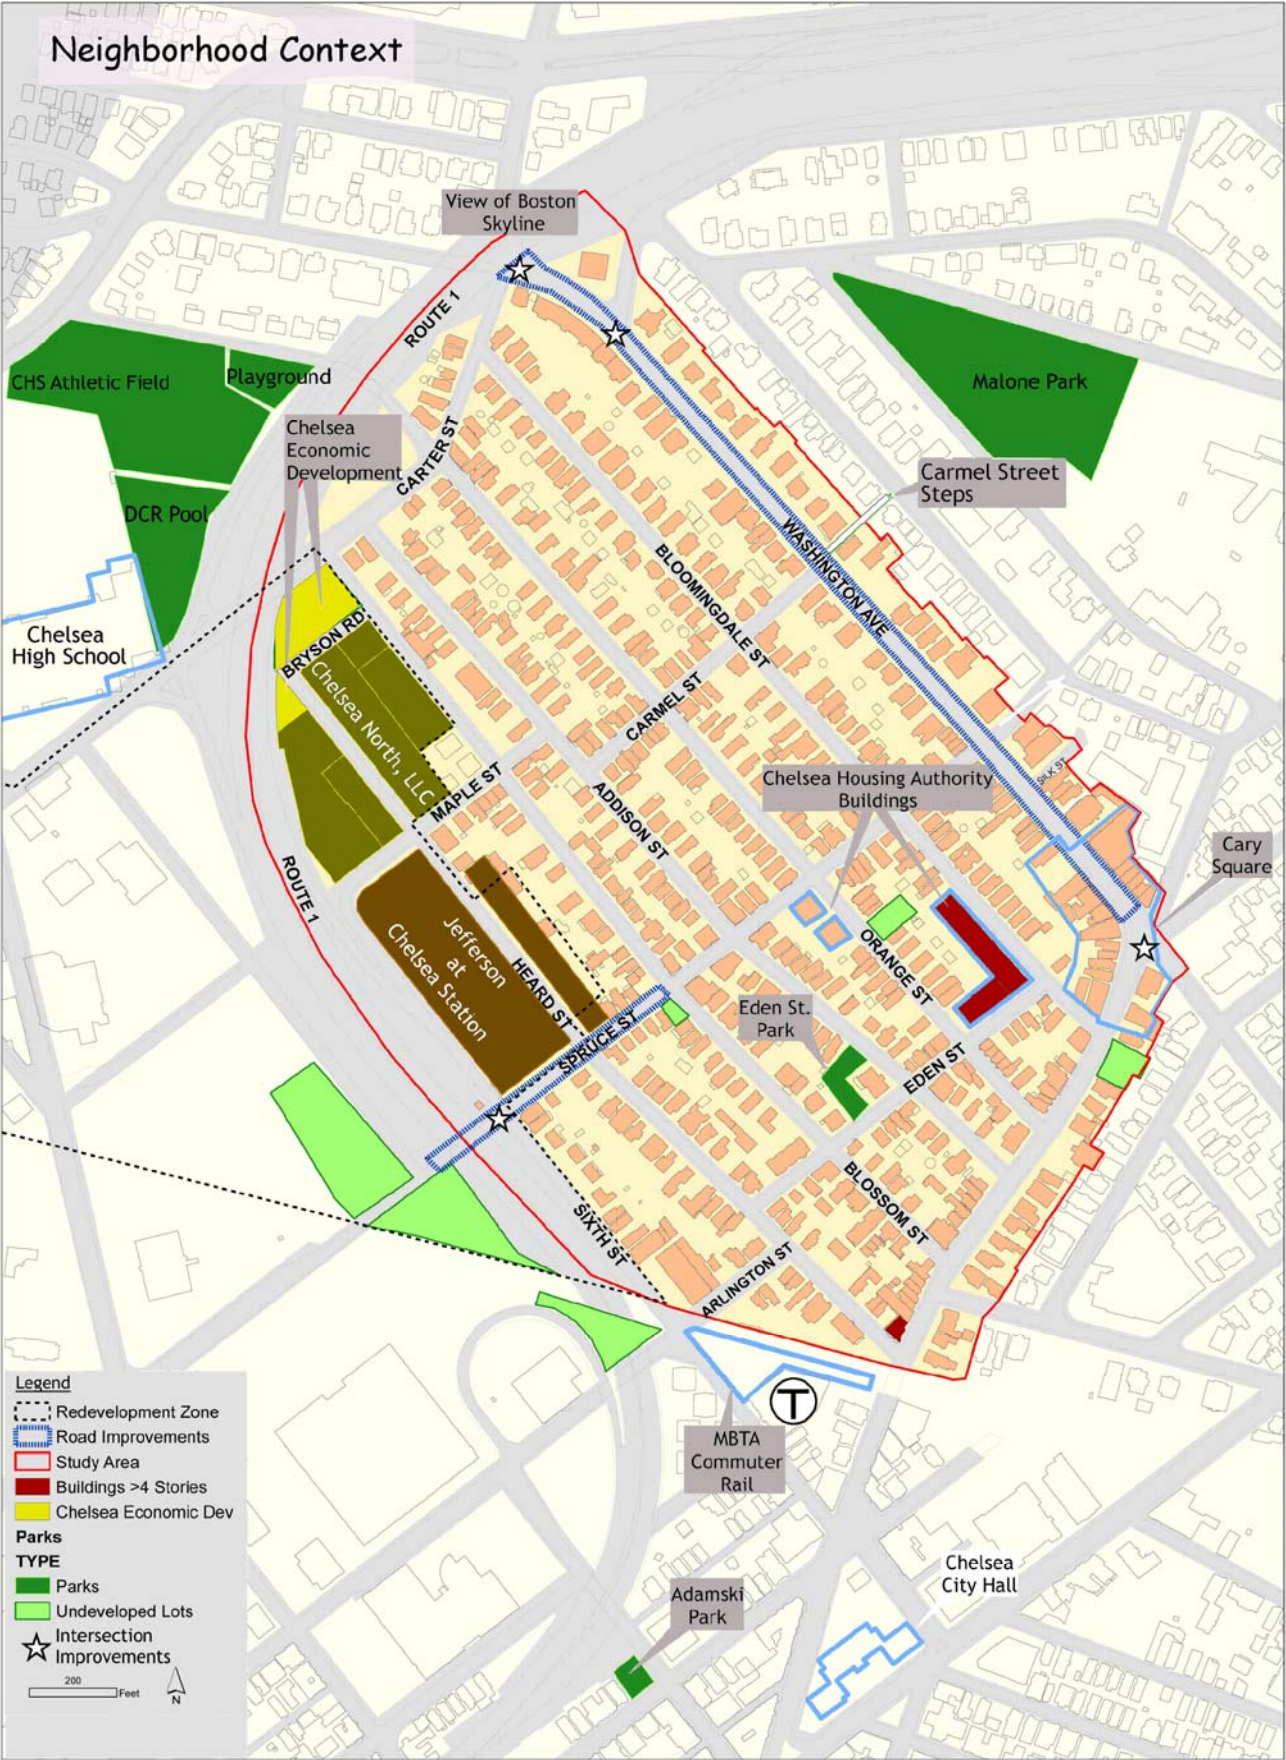 Neighborhood Context
View of Boston
Skyline
ROUTE 1
CHS Athletic Field
Playground
Malone Park
Chelsea
Economic
Development
CARTER ST
Carmel Street
Steps
DCR Pool
WASHINGTON AVE
BLOOMINGDALE ST
Chelsea
High School
BRYSON RD
Chelsea North, LLC
CARMEL ST
MAPLE ST
ADDISON ST
SILK ST
Chelsea Housing Authority
Buildings
Cary
Square
ROUTE 1
Jefferson
at
Chelsea Station
HEARD ST
ORANGE ST
Eden St.
Park
SPRUCE ST
EDEN ST
BLOSSOM ST
SIXTH ST
ARLINGTON ST
T
MBTA
Commuter
Rail
Chelsea
City Hall
Adamski
Park
Legend
Redevelopment Zone
Road Improvements
Study Area
Buildings >4 Stories
Chelsea Economic Dev
Parks
TYPE
Parks
Undeveloped Lots
Intersection
Improvements
200
Feet
N